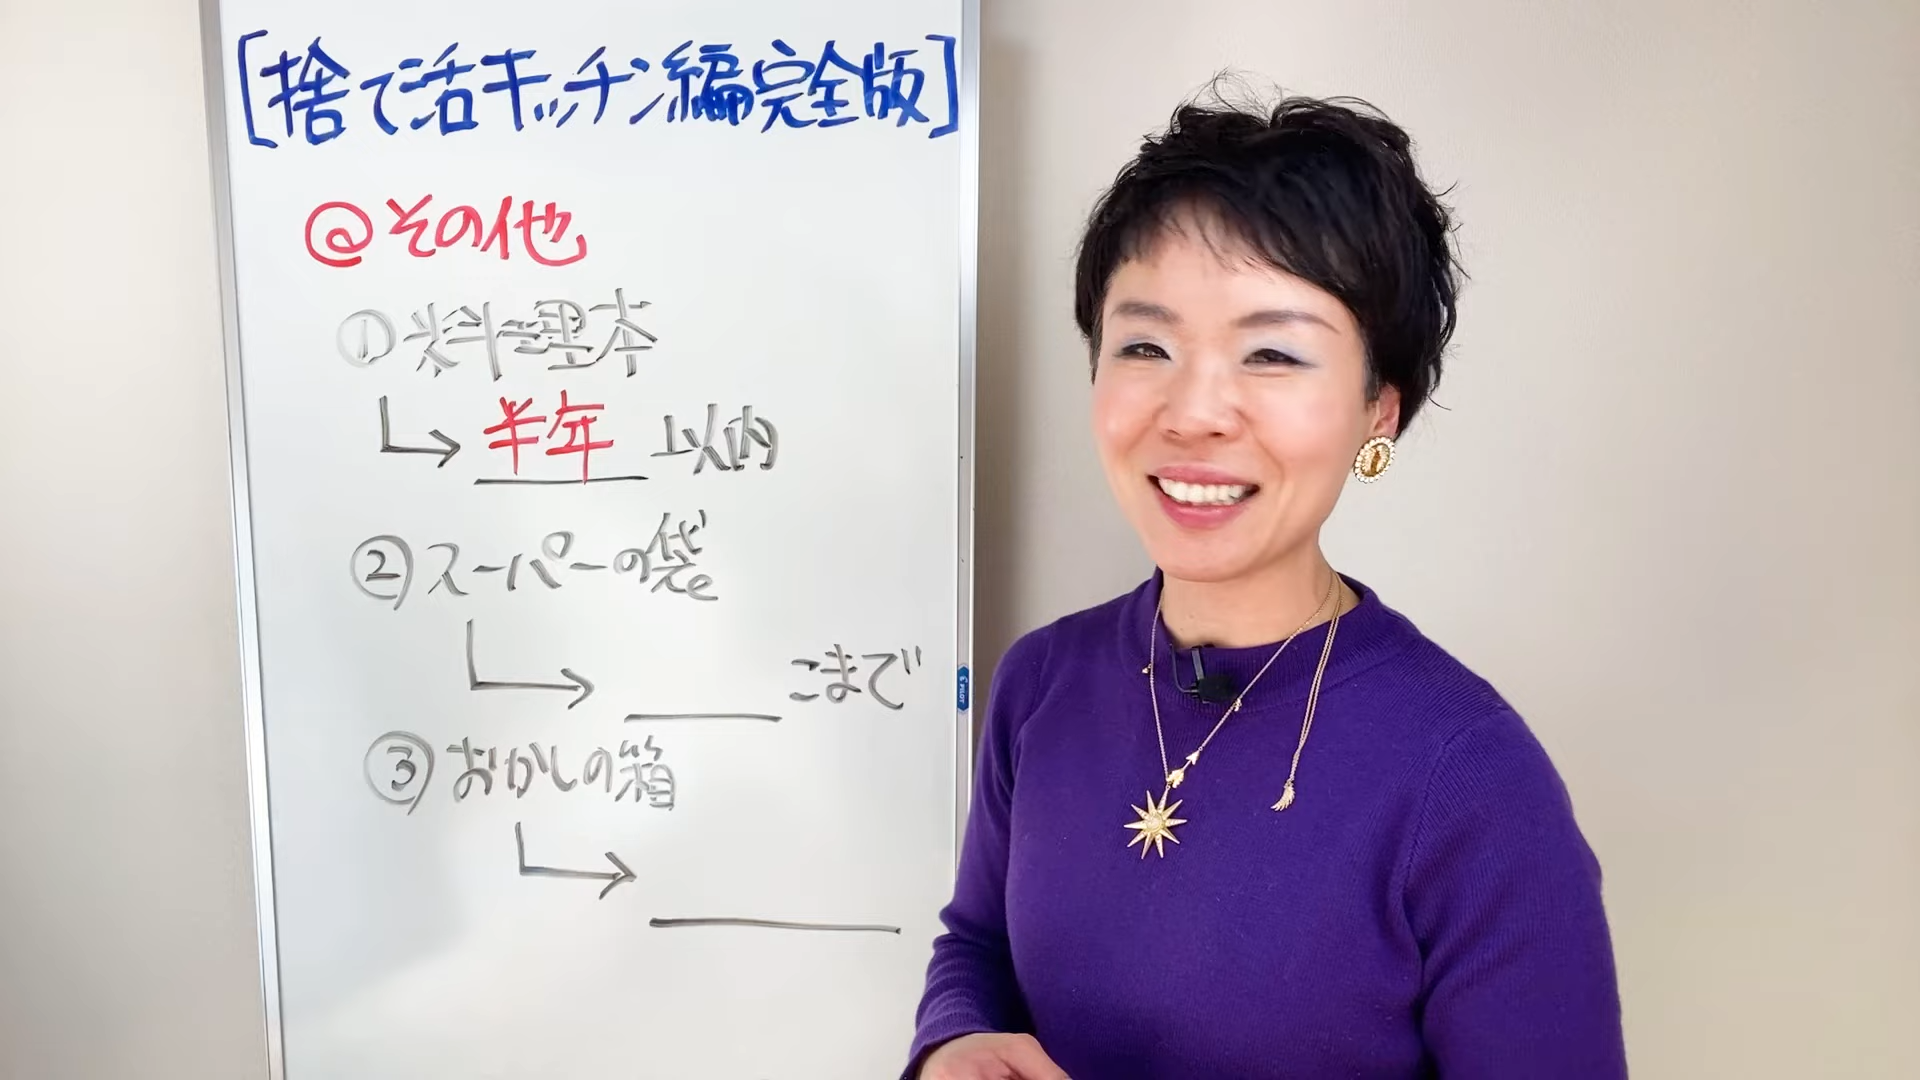 [捨て活キッチン編完全版]
@その他
①料理本
半年以内
②スーパーの袋
こまで
③おかしの箱
PILOT